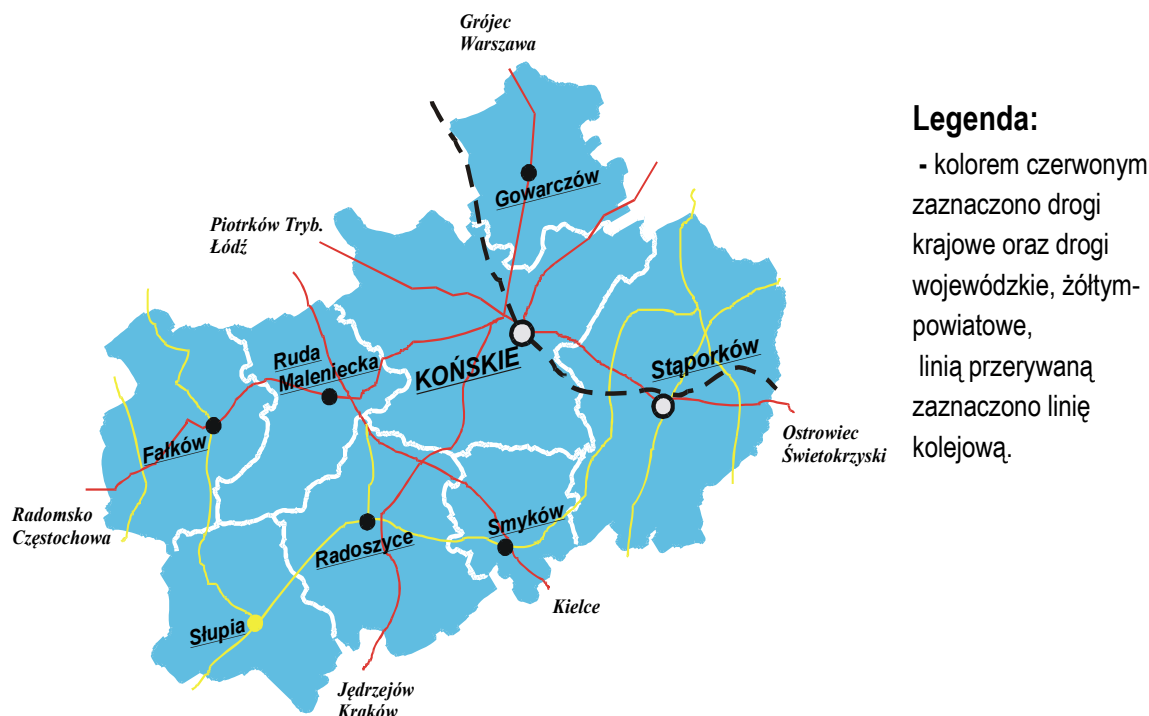 Grójec
Warszawa
Gowarczów
Piotrków Tryb.
Łódź
Ruda
Maleniecka
KOŃSKIE
Stąporków
Fałków
Ostrowiec
Świetokrzyski
Radomsko
Częstochowa
Radoszyce
Smyków
Kielce
Słupia
Jędrzejów
Kraków
Legenda:
- kolorem czerwonym
zaznaczono drogi
krajowe oraz drogi
wojewódzkie, żółtym-
powiatowe,
linią przerywaną
zaznaczono linię
kolejową.